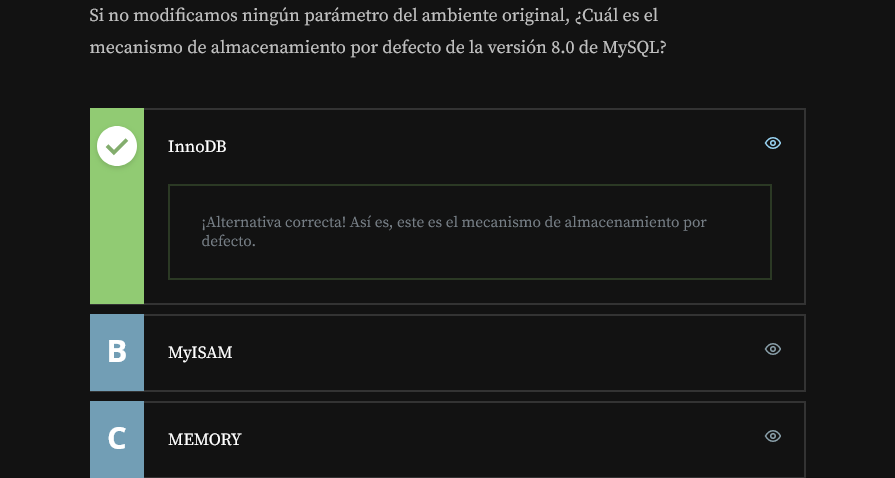 Si no modificamos ningún parámetro del ambiente original, ¿Cuál es el
mecanismo de almacenamiento por defecto de la versión 8.0 de MySQL?
InnoDB
¡Alternativa correcta! Así es, este es el mecanismo de almacenamiento por
defecto.
B
MyISAM
C
MEMORY